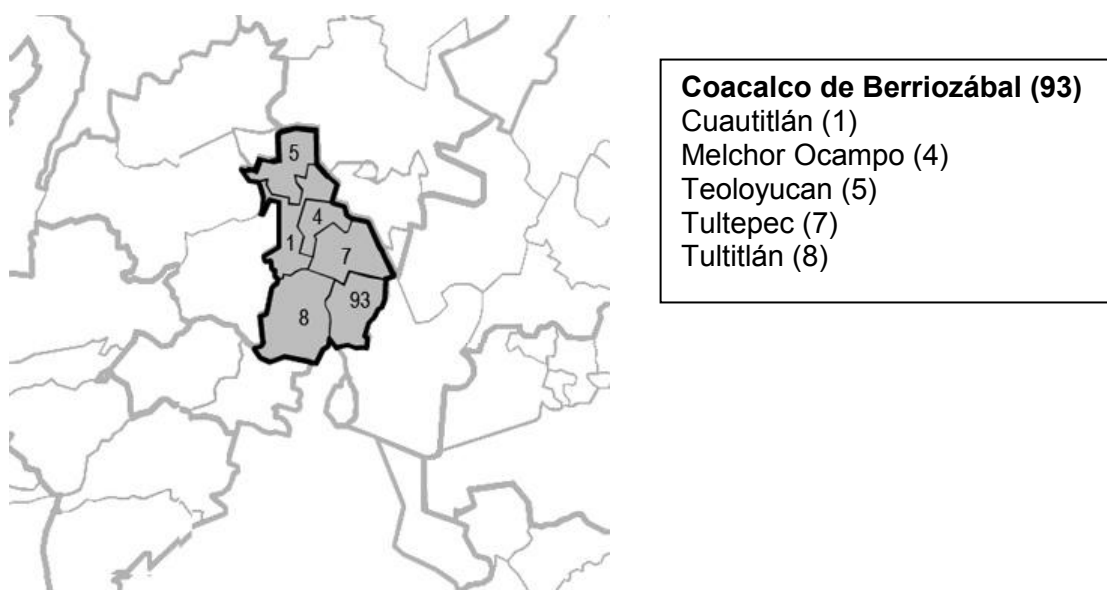 5
4
1
7
93
8
Coacalco de Berriozábal (93)
Cuautitlán (1)
Melchor Ocampo (4)
Teoloyucan (5)
Tultepec (7)
Tultitlán (8)